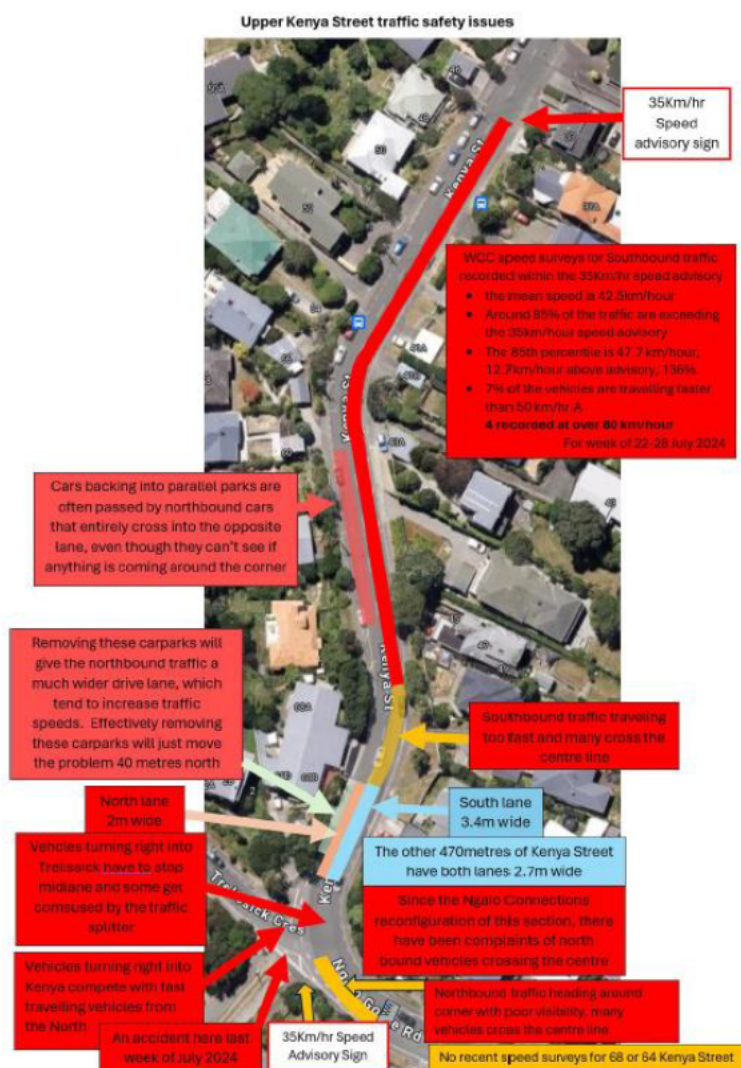 Upper Kenya Street traffic safety issues
35Km/hr
Speed
advisory sign
Kenya St
WCC speed surveys for Southbound traffic
recorded within the 35Km/hr speed advisory
• the mean speed is 42.5km/hour
• Around 85% of the traffic are exceeding
the 35km/hour speed advisory
• The 85th percentile is 47.7 km/hour,
12.7km/hour above advisory, 136%
• 7% of the vehicles are travelling faster
than 50 km/hr.A
4 recorded at over 80 km/hour
For week of 22-28 July 2024
Kenya St
Cars backing into parallel parks are
often passed by northbound cars
that entirely cross into the opposite
lane, even though they can't see if
anything is coming around the corner
Removing these carparks will
give the northbound traffic a
much wider drive lane, which
tend to increase traffic
speeds. Effectively removing
these carparks will just move
the problem 40 metres north
Kenya St
Southbound traffic traveling
too fast and many cross the
centre line
North lane
2m wide
South lane
3.4m wide
The other 470metres of Kenya Street
have both lanes 2.7m wide
Vehicles turning right into
Trelissick have to stop
midlane and some get
comsused by the traffic
splitter
Trelissick Cres
Ken
Since the Ngaio Connections
reconfiguration of this section, there
have been complaints of north
bound vehicles crossing the centre
Vehicles turning right into
Kenya compete with fast
travelling vehicles from
the North
Northbound traffic heading around
corner with poor visibility, many
vehicles cross the centre line
An accident here last
week of July 2024
35Km/hr Speed
Advisory Sign
No recent speed surveys for 68 or 64 Kenya Street